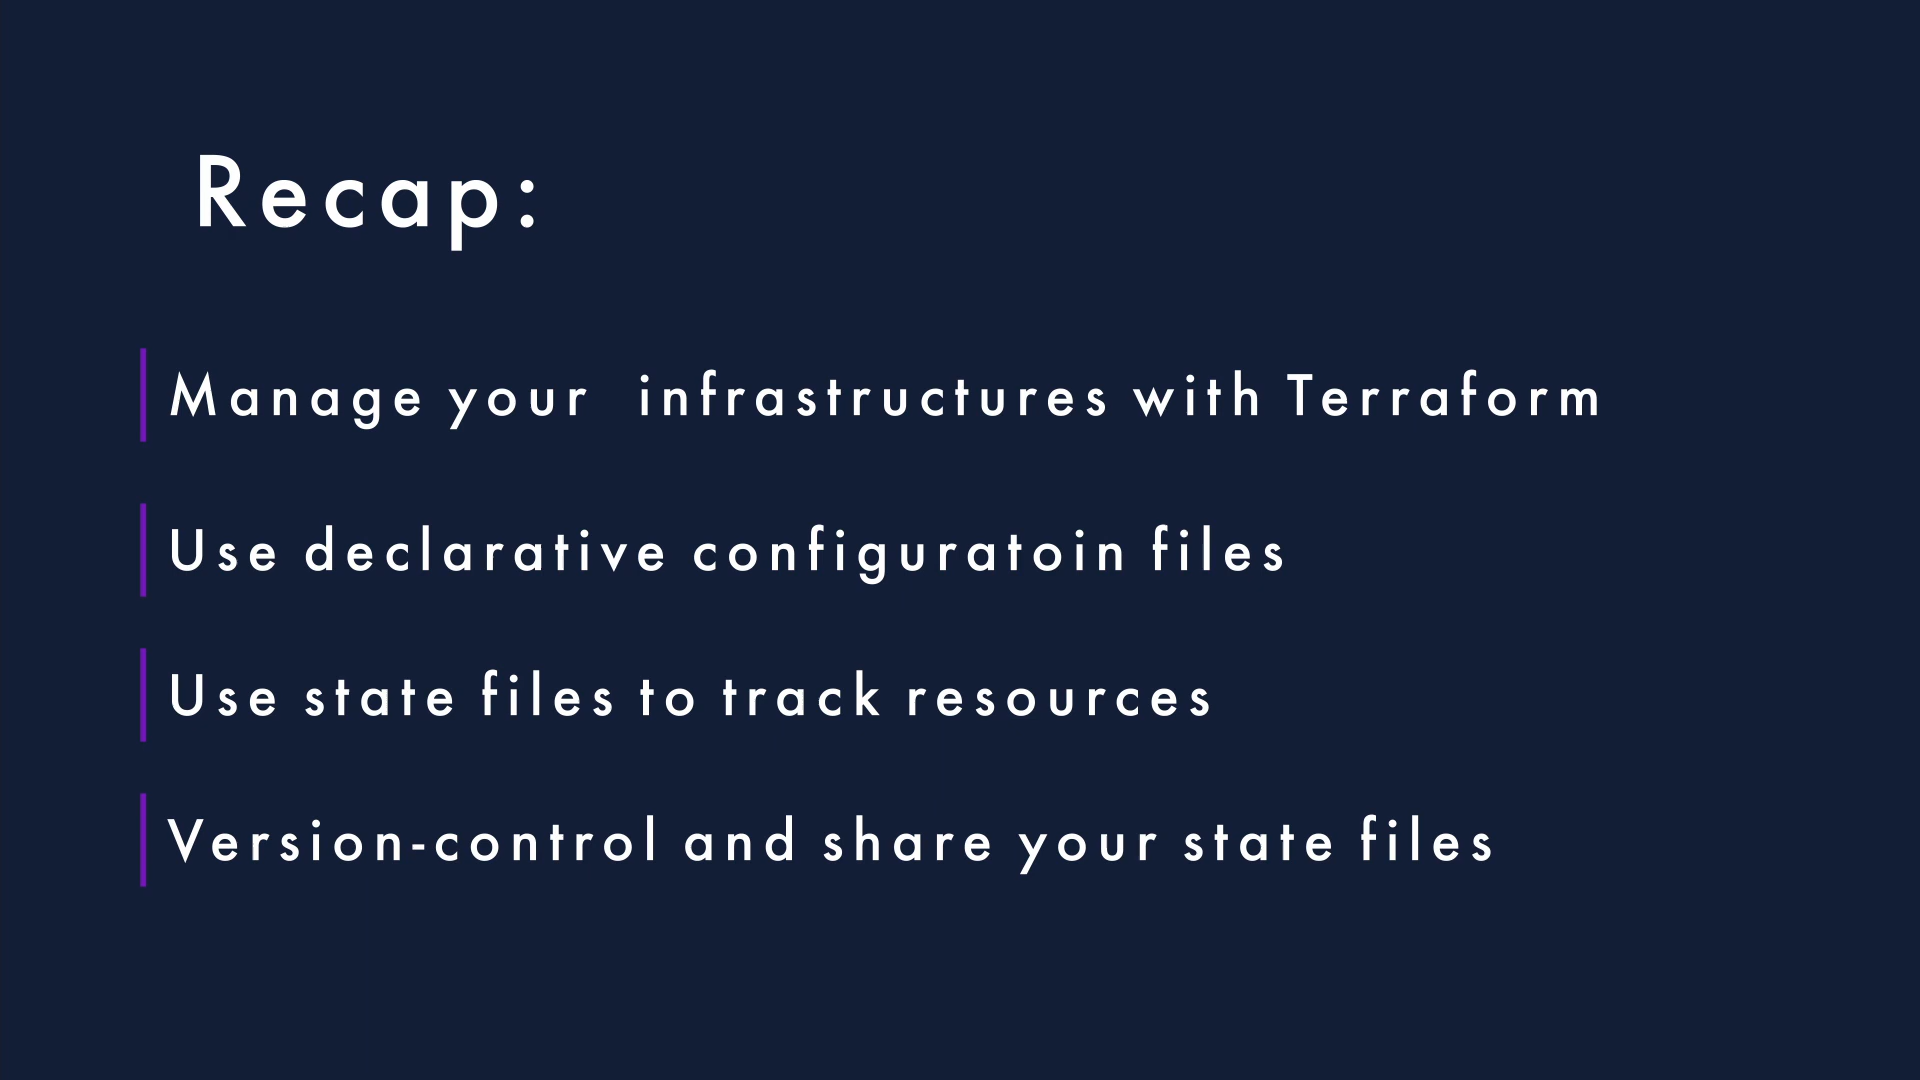 Recap:
Manage your infrastructures with Terraform
Use declarative configuratoin files
Use state files to track resources
Version-control and share your state files